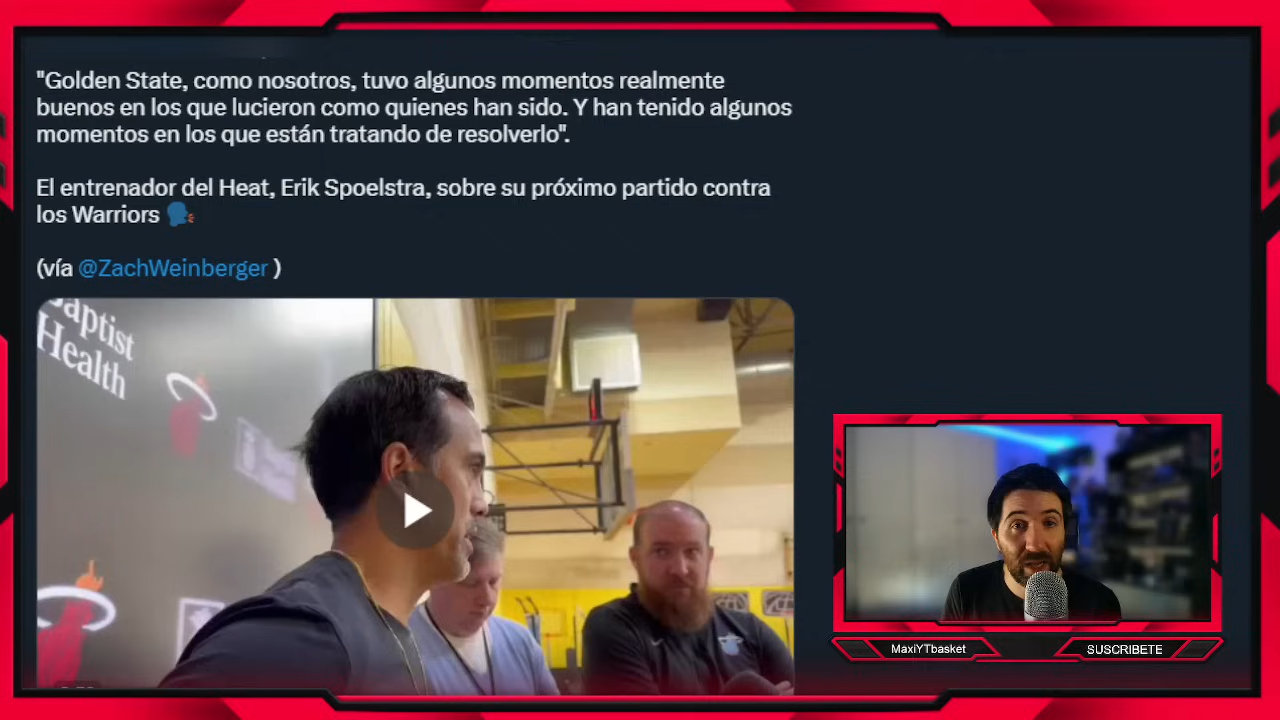 "Golden State, como nosotros, tuvo algunos momentos realmente
buenos en los que lucieron como quienes han sido. Y han tenido algunos
momentos en los que están tratando de resolverlo".
El entrenador del Heat, Erik Spoelstra, sobre su próximo partido contra
los Warriors
(vía @ZachWeinberger )
Baptist
Health
MaxiYTbasket
SUSCRIBETE